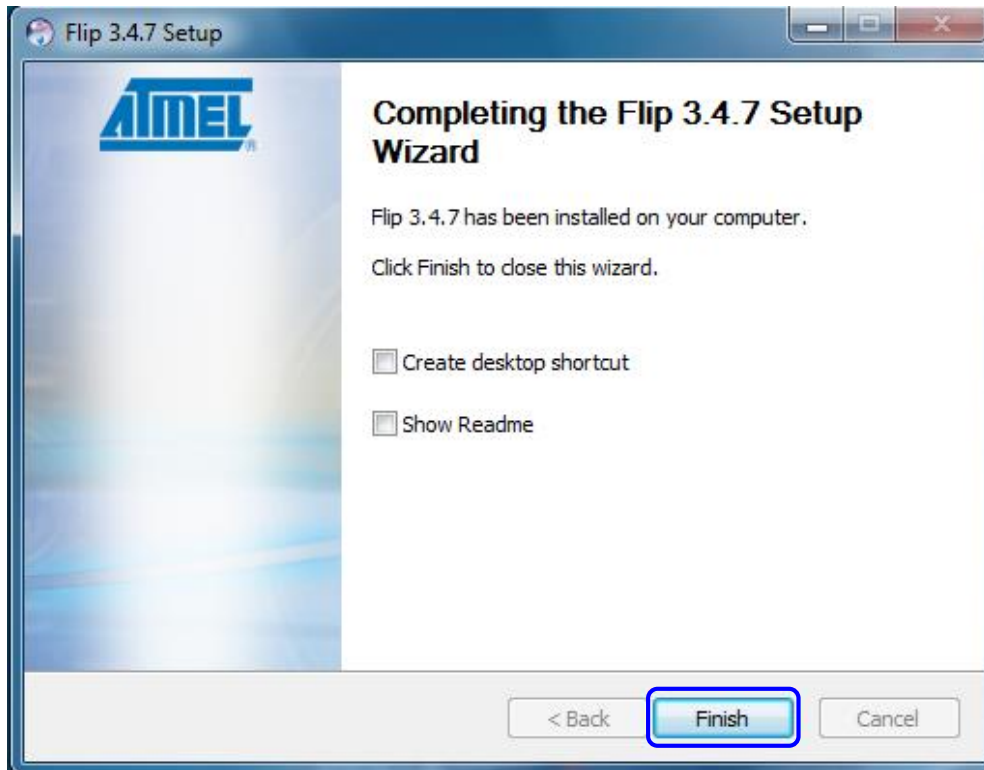 Flip 3.4.7 Setup
ATMEL
®
Completing the Flip 3.4.7 Setup
Wizard
Flip 3.4.7 has been installed on your computer.
Click Finish to close this wizard.
Create desktop shortcut
Show Readme
< Back Finish Cancel